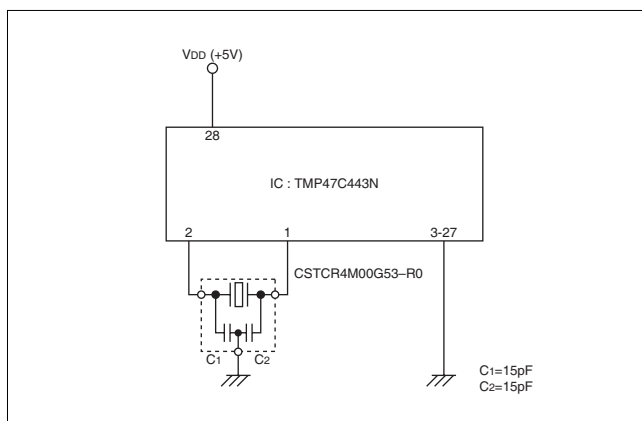 VDD (+5V)
28
IC : TMP47C443N
2 1 3-27
CSTCR4M00G53–R0
C1 C2
C1=15pF
C2=15pF